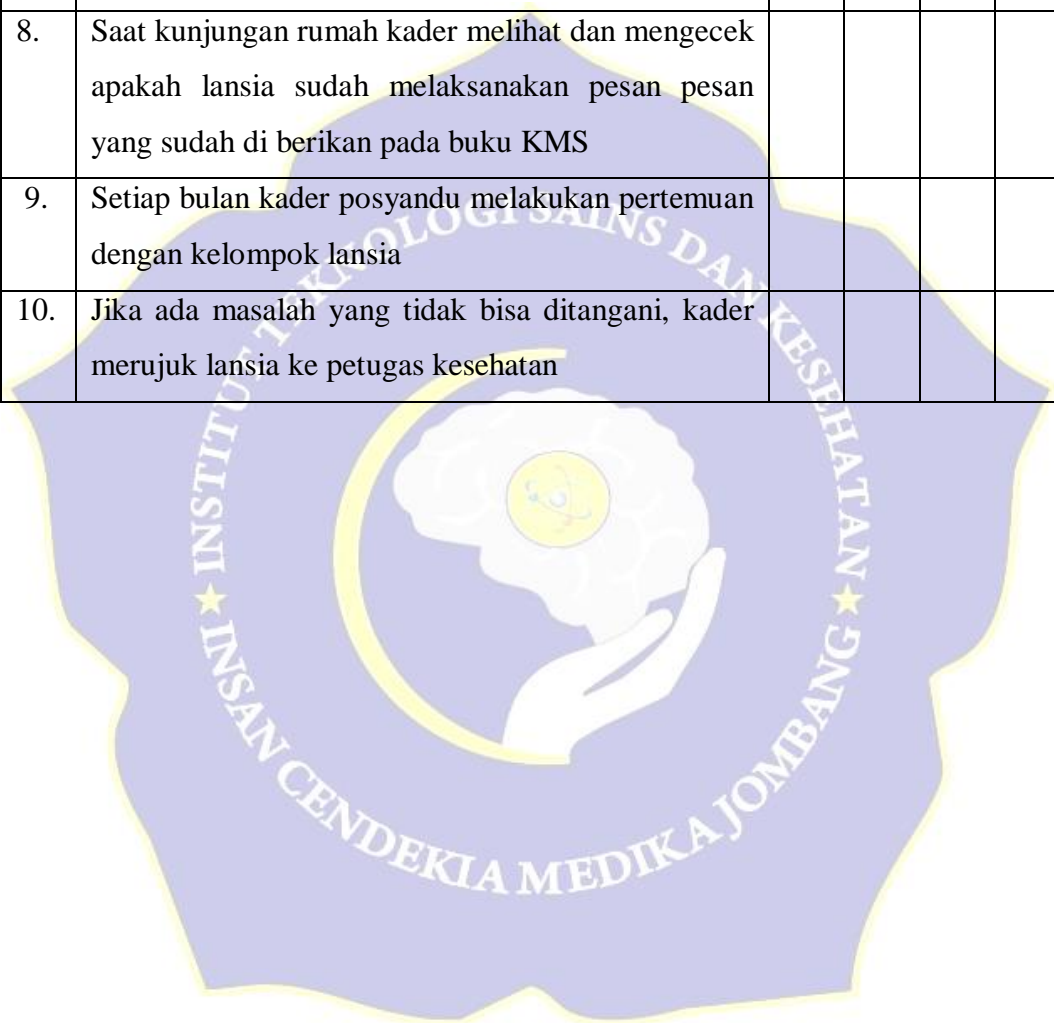 8. Saat kunjungan rumah kader melihat dan mengecek
apakah lansia sudah melaksanakan pesan pesan
yang sudah di berikan pada buku KMS
9. Setiap bulan kader posyandu melakukan pertemuan
dengan kelompok lansia
10. Jika ada masalah yang tidak bisa ditangani, kader
merujuk lansia ke petugas kesehatan
INSTITUT TEKNOLOGI SAINS DAN KESEHATAN
INSAN CENDEKIA MEDIKA JOMBANG